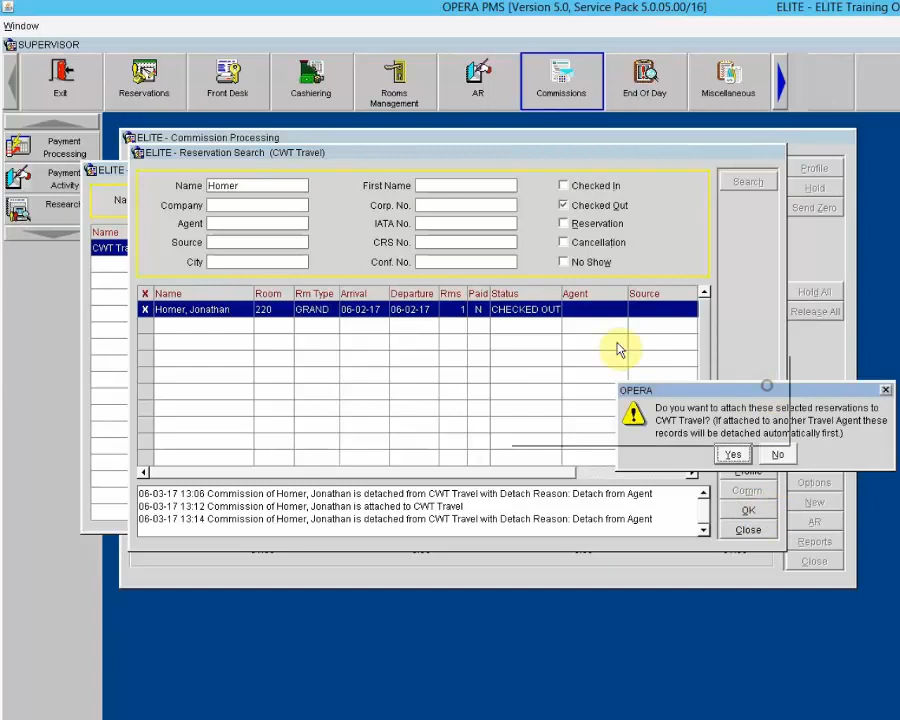 OPERA PMS [Version 5.0, Service Pack 5.0.05.00/16]
ELITE - ELITE Training O
Window
SUPERVISOR
Exit
Reservations
Front Desk
Cashiering
Rooms Management
AR
Commissions
End Of Day
Miscellaneous
Payment Processing
Payment Activity
Research
ELITE
Na
Name
CWT Tra
ELITE - Commission Processing
ELITE - Reservation Search (CWT Travel)
Name Homer First Name Checked In
Company Corp. No. Checked Out
Agent IATA No. Reservation
Source CRS No. Cancellation
City Conf. No. No Show
Search
Profile
Hold
Send Zero
Hold All
Release All
X Name Room Rm Type Arrival Departure Rms Paid Status Agent Source
X Horner, Jonathan 220 GRAND 06-02-17 06-02-17 1 N CHECKED OUT
OPERA
Do you want to attach these selected reservations to
CWT Travel? (If attached to another Travel Agent these
records will be detached automatically first.)
Yes No
Profile
Comm.
OK
Close
Options
New
AR
Reports
Close
06-03-17 13:06 Commission of Horner, Jonathan is detached from CWT Travel with Detach Reason: Detach from Agent
06-03-17 13:12 Commission of Horner, Jonathan is attached to CWT Travel
06-03-17 13:14 Commission of Horner, Jonathan is detached from CWT Travel with Detach Reason: Detach from Agent